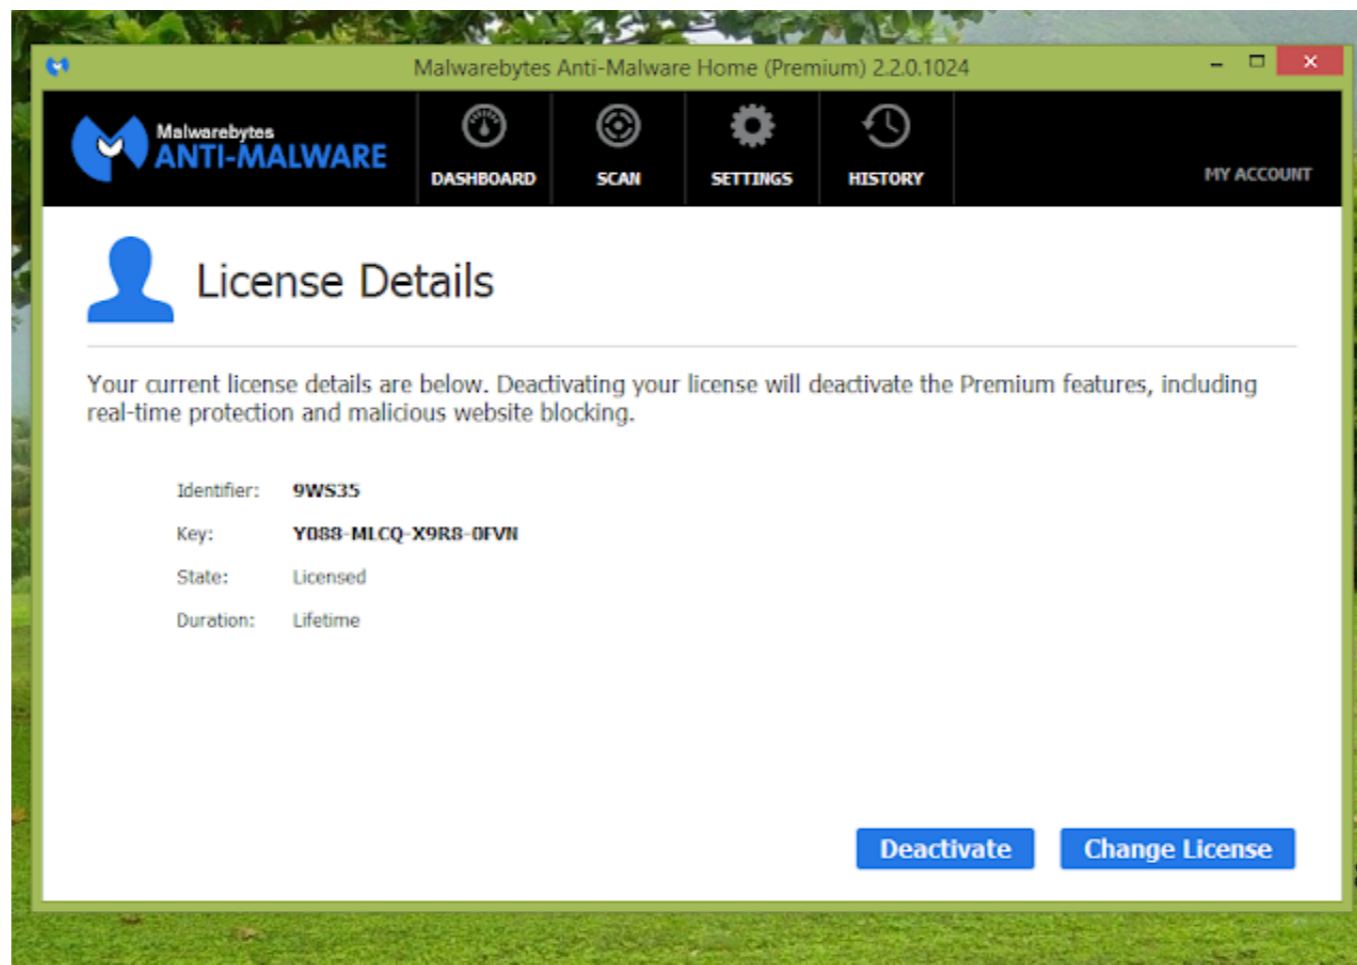 Malwarebytes Anti-Malware Home (Premium) 2.2.0.1024
Malwarebytes
ANTI-MALWARE
DASHBOARD
SCAN
SETTINGS
HISTORY
MY ACCOUNT
License Details
Your current license details are below. Deactivating your license will deactivate the Premium features, including
real-time protection and malicious website blocking.
Identifier: 9WS35
Key: Y088-MLCQ-X9R8-0FVN
State: Licensed
Duration: Lifetime
Deactivate
Change License